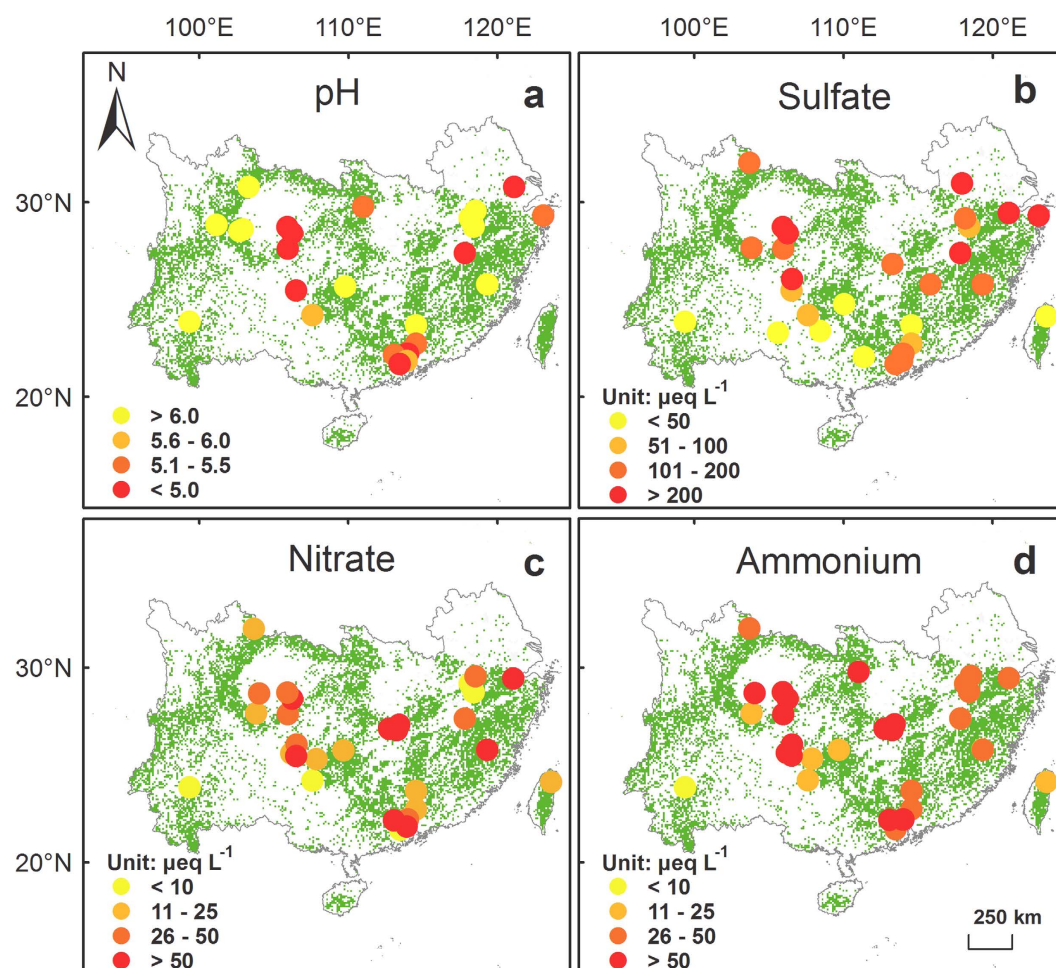 100°E 110°E 120°E 100°E 110°E 120°E
N
pH a
Sulfate b
30°N
20°N
> 6.0
5.6 - 6.0
5.1 - 5.5
< 5.0
Unit: µeq L⁻¹
< 50
51 - 100
101 - 200
> 200
Nitrate c
Ammonium d
30°N
20°N
Unit: µeq L⁻¹
< 10
11 - 25
26 - 50
> 50
Unit: µeq L⁻¹
< 10
11 - 25
26 - 50
> 50
250 km